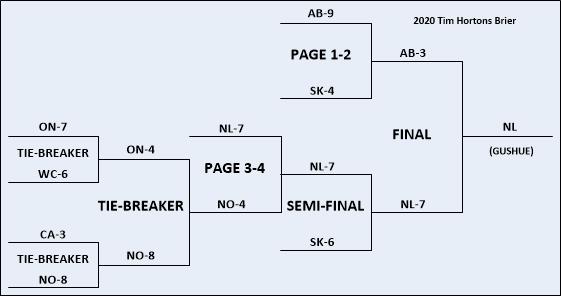 AB-9
2020 Tim Hortons Brier
PAGE 1-2
AB-3
SK-4
ON-7
NL-7
FINAL
NL
TIE-BREAKER
ON-4
(GUSHUE)
WC-6
PAGE 3-4
NL-7
TIE-BREAKER
NO-4
SEMI-FINAL
NL-7
CA-3
SK-6
TIE-BREAKER
NO-8
NO-8